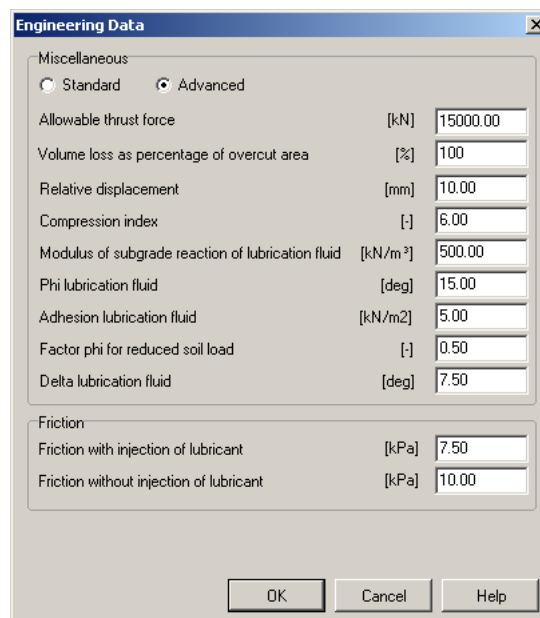 Engineering Data
Miscellaneous
Standard Advanced
Allowable thrust force [kN] 15000.00
Volume loss as percentage of overcut area [%] 100
Relative displacement [mm] 10.00
Compression index [-] 6.00
Modulus of subgrade reaction of lubrication fluid [kN/m³] 500.00
Phi lubrication fluid [deg] 15.00
Adhesion lubrication fluid [kN/m2] 5.00
Factor phi for reduced soil load [-] 0.50
Delta lubrication fluid [deg] 7.50
Friction
Friction with injection of lubricant [kPa] 7.50
Friction without injection of lubricant [kPa] 10.00
OK Cancel Help